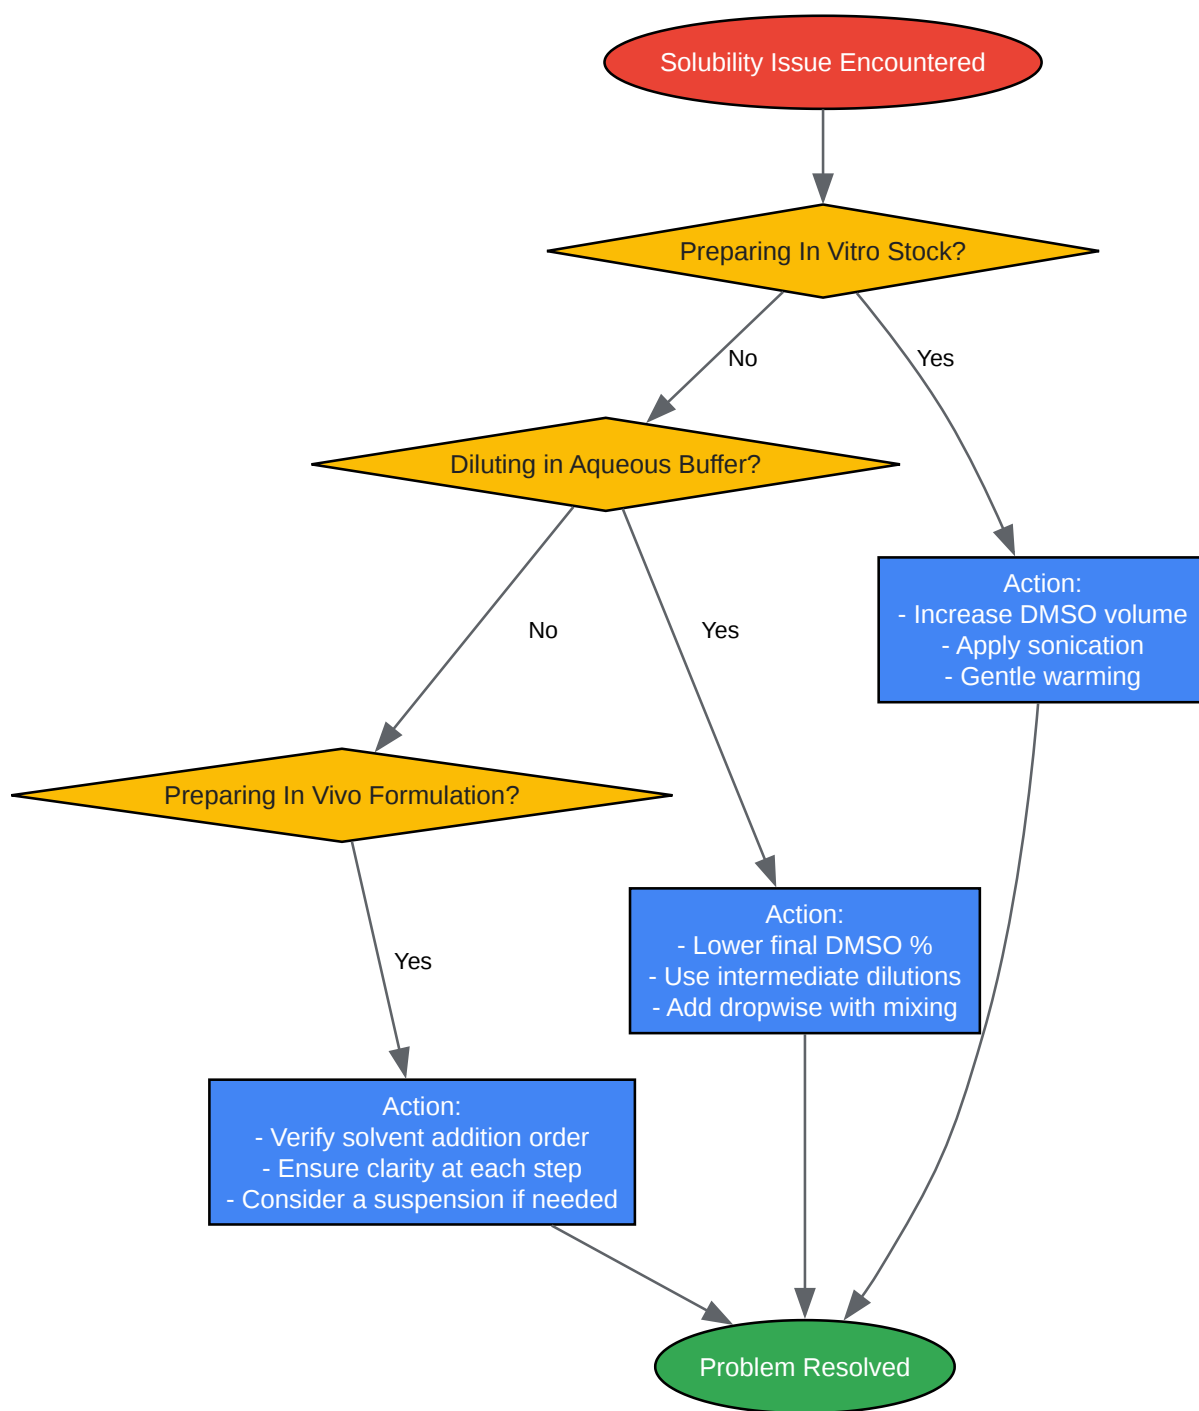 Solubility Issue Encountered
Preparing In Vitro Stock?
No
Yes
Diluting in Aqueous Buffer?
Action:
- Increase DMSO volume
- Apply sonication
- Gentle warming
No
Yes
Preparing In Vivo Formulation?
Action:
- Lower final DMSO %
- Use intermediate dilutions
- Add dropwise with mixing
Yes
Action:
- Verify solvent addition order
- Ensure clarity at each step
- Consider a suspension if needed
Problem Resolved